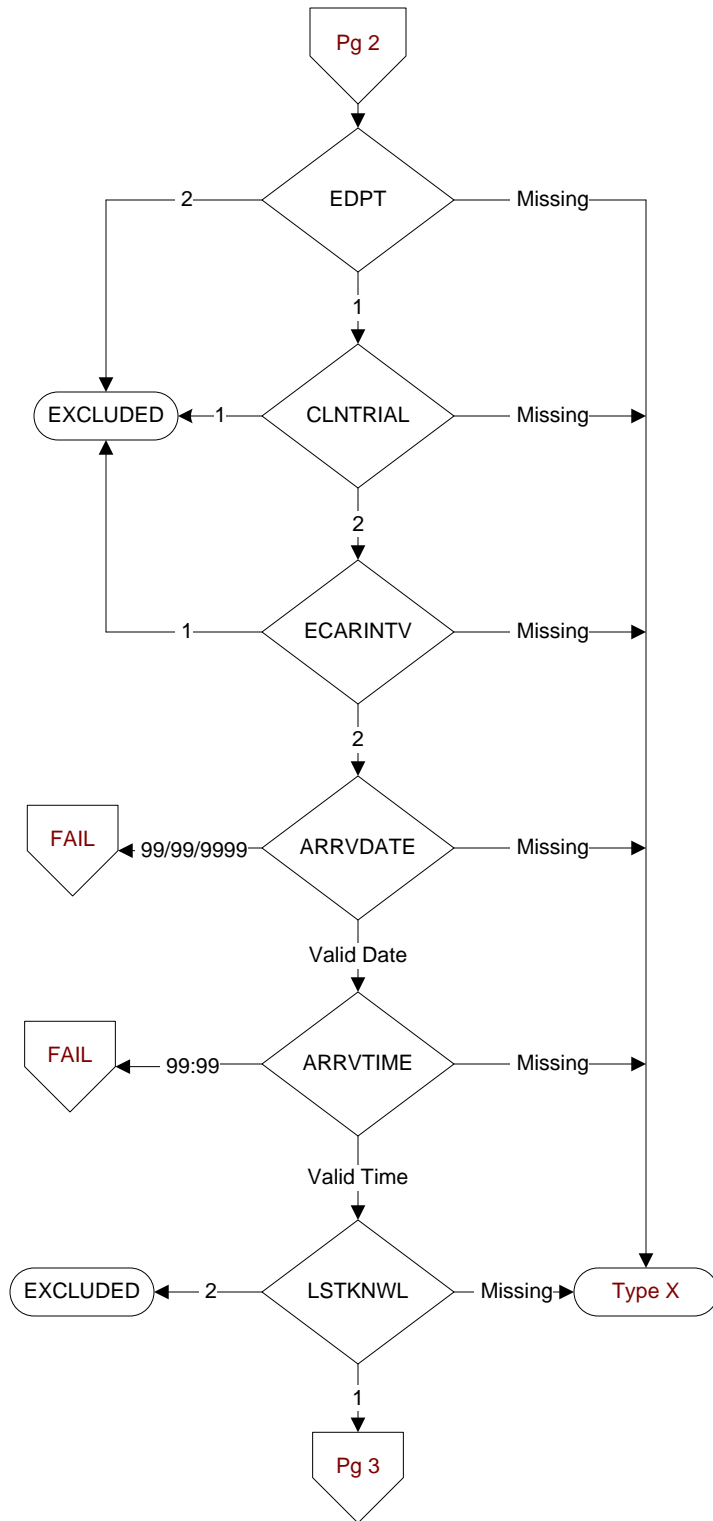 Pg 2
EDPT
2
Missing
1
EXCLUDED
1
CLNTRIAL
Missing
2
1
ECARINTV
Missing
2
FAIL
99/99/9999
ARRVDATE
Missing
Valid Date
FAIL
99:99
ARRVTIME
Missing
Valid Time
EXCLUDED
2
LSTKNWL
Missing
Type X
1
Pg 3